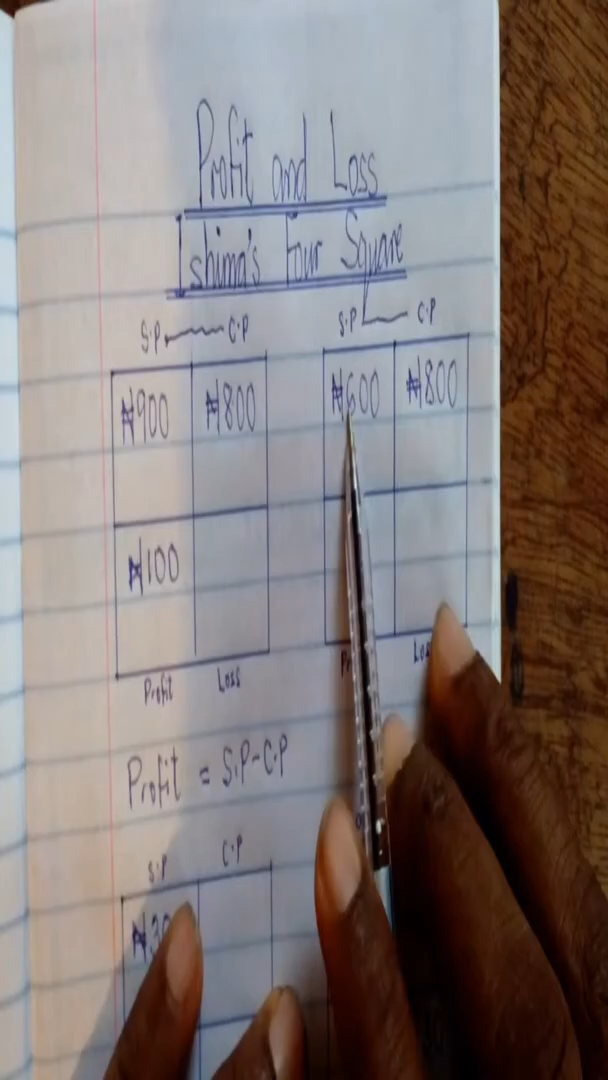 Profit and Loss
Ishima's Four Square
S.P C.P
₦900 ₦800
₦100
Profit Loss
S.P C.P
₦600 ₦800
Profit = S.P-C.P
S.P C.P